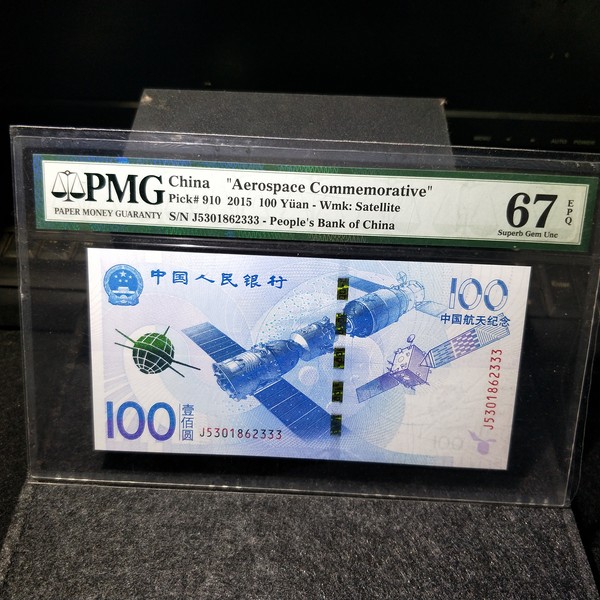 PMG
PAPER MONEY GUARANTY
China "Aerospace Commemorative"
Pick# 910 2015 100 Yüan - Wmk: Satellite
S/N J5301862333 - People's Bank of China
67
EPQ
Superb Gem Unc
中国人民银行
100
中国航天纪念
J5301862333
100
壹佰圆
J5301862333